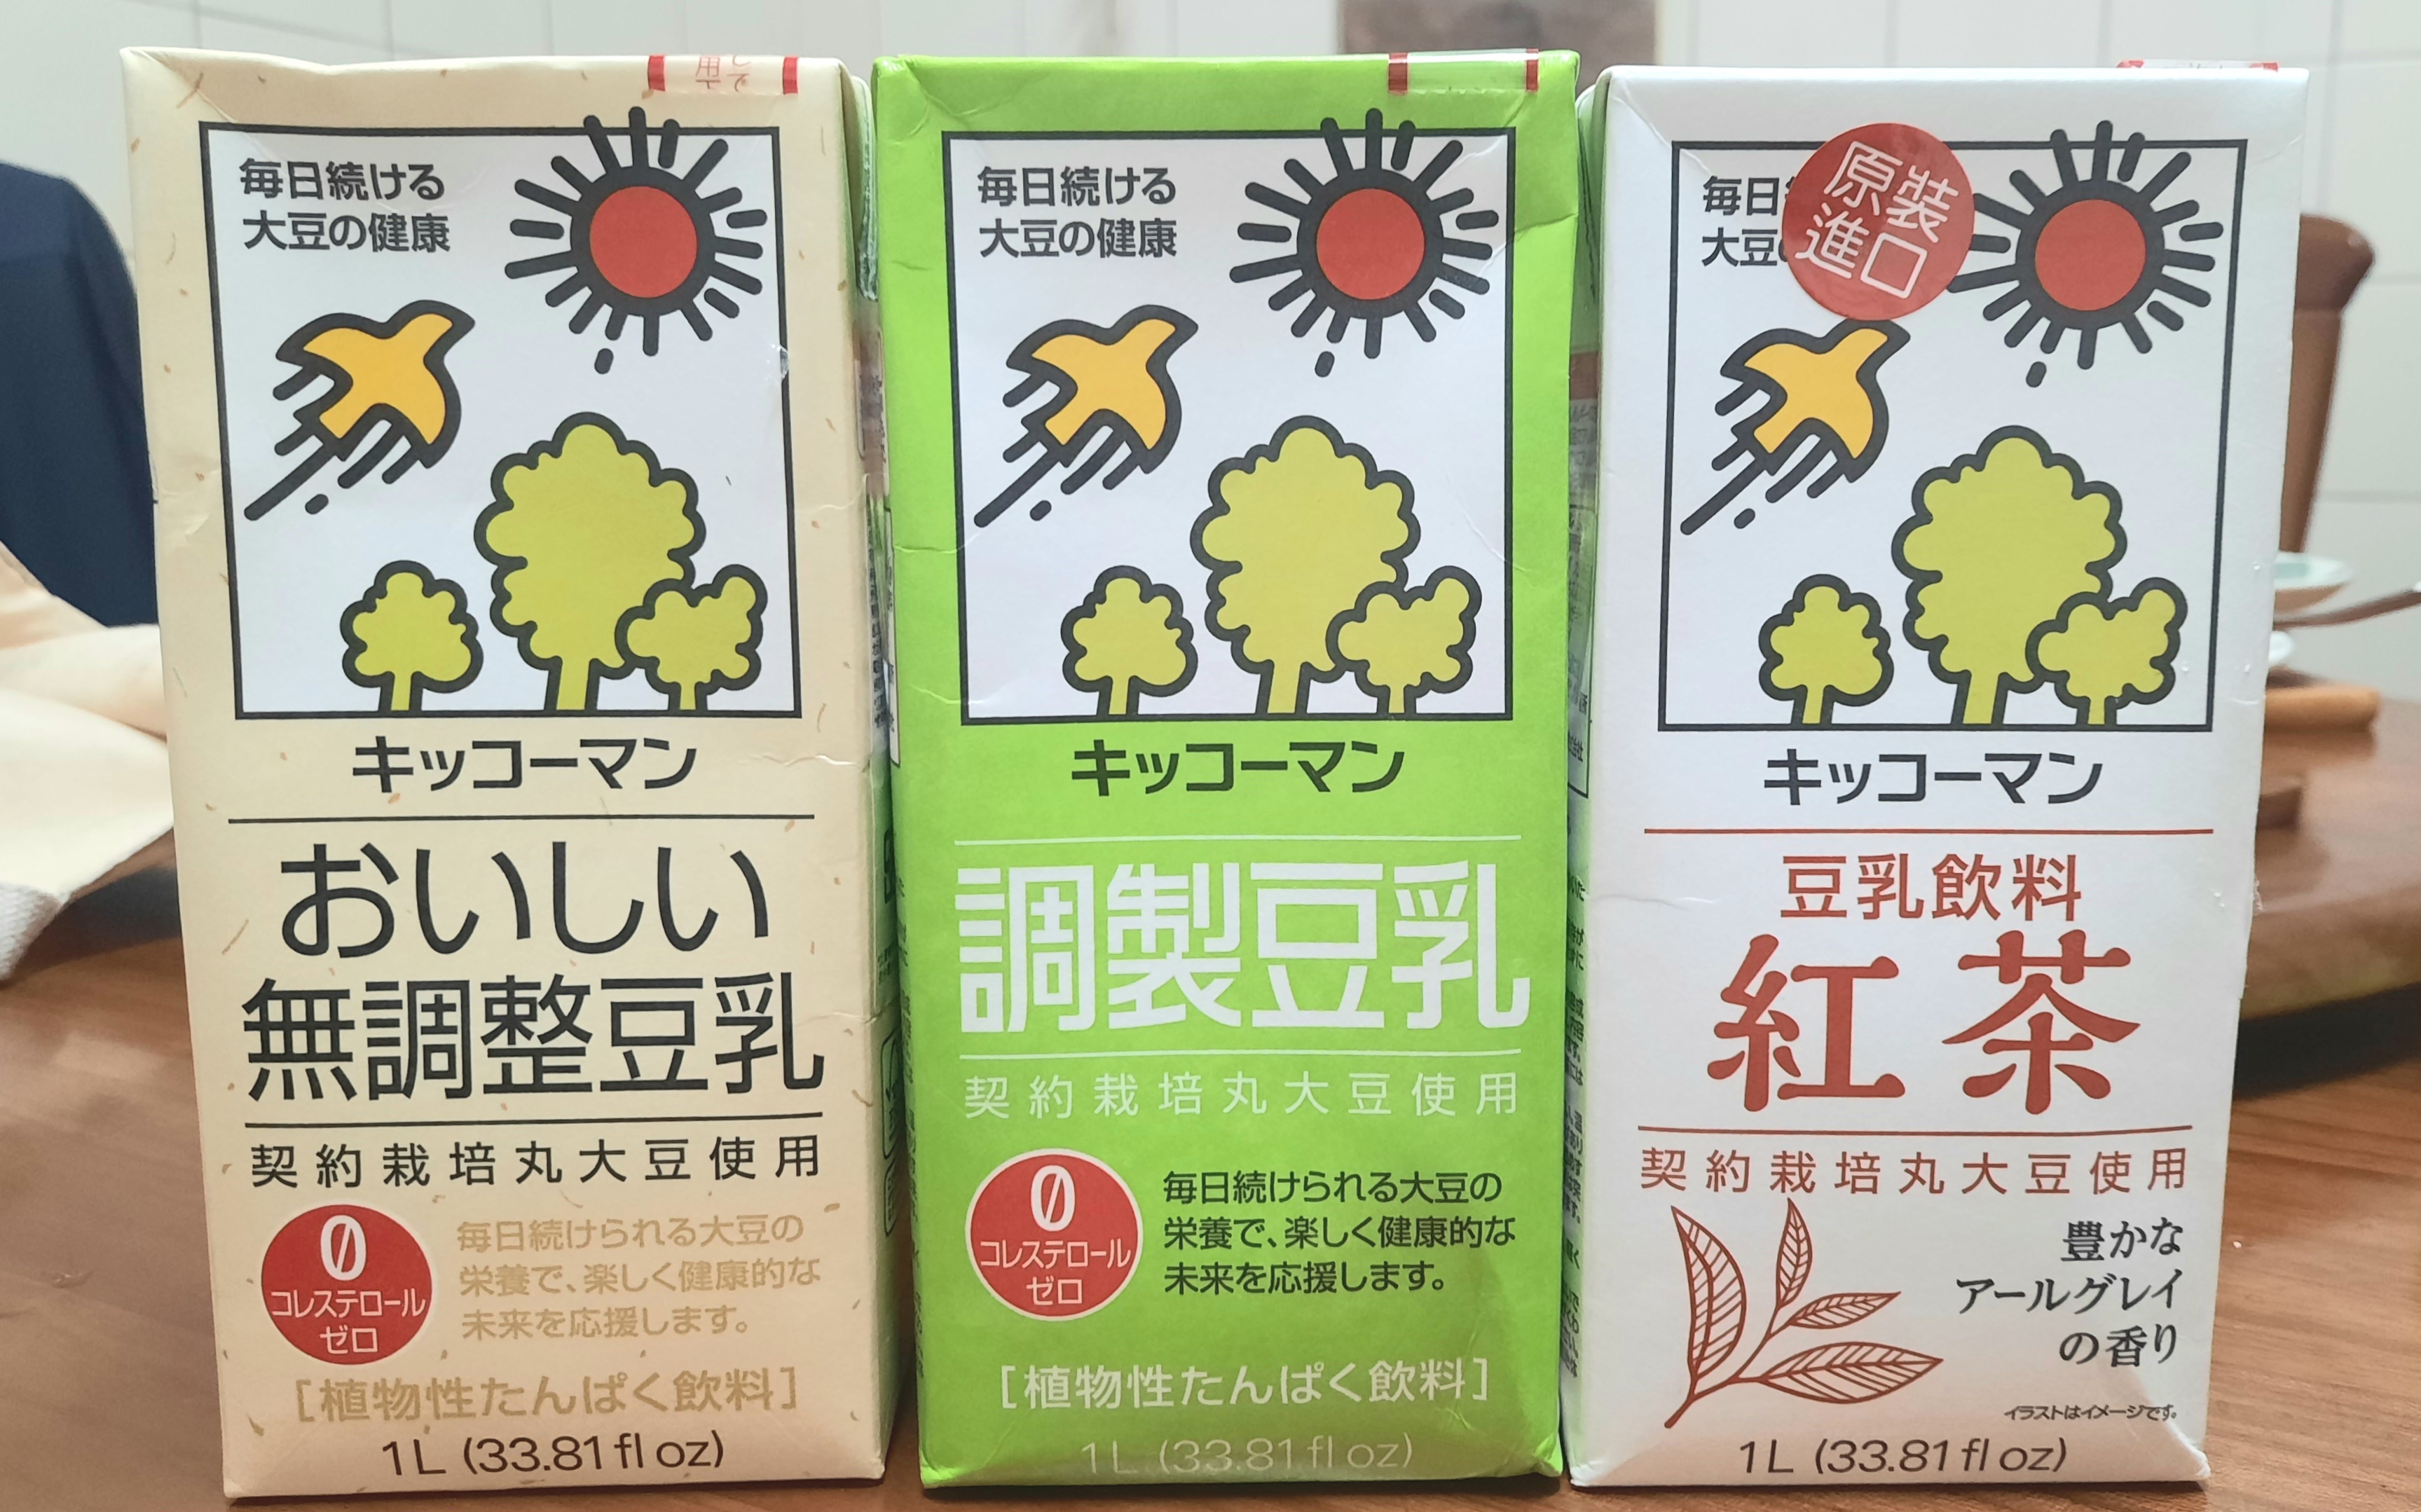 毎日続ける
大豆の健康
キッコーマン
おいしい
無調整豆乳
契約栽培丸大豆使用
0
コレステロール
ゼロ
毎日続けられる大豆の
栄養で、楽しく健康的な
未来を応援します。
[植物性たんぱく飲料]
1L (33.81 fl oz)
毎日続ける
大豆の健康
キッコーマン
調製豆乳
契約栽培丸大豆使用
0
コレステロール
ゼロ
毎日続けられる大豆の
栄養で、楽しく健康的な
未来を応援します。
[植物性たんぱく飲料]
1L (33.81 fl oz)
毎日
大豆
原裝
進口
キッコーマン
豆乳飲料
紅茶
契約栽培丸大豆使用
豊かな
アールグレイ
の香り
イラストはイメージです。
1L (33.81 fl oz)